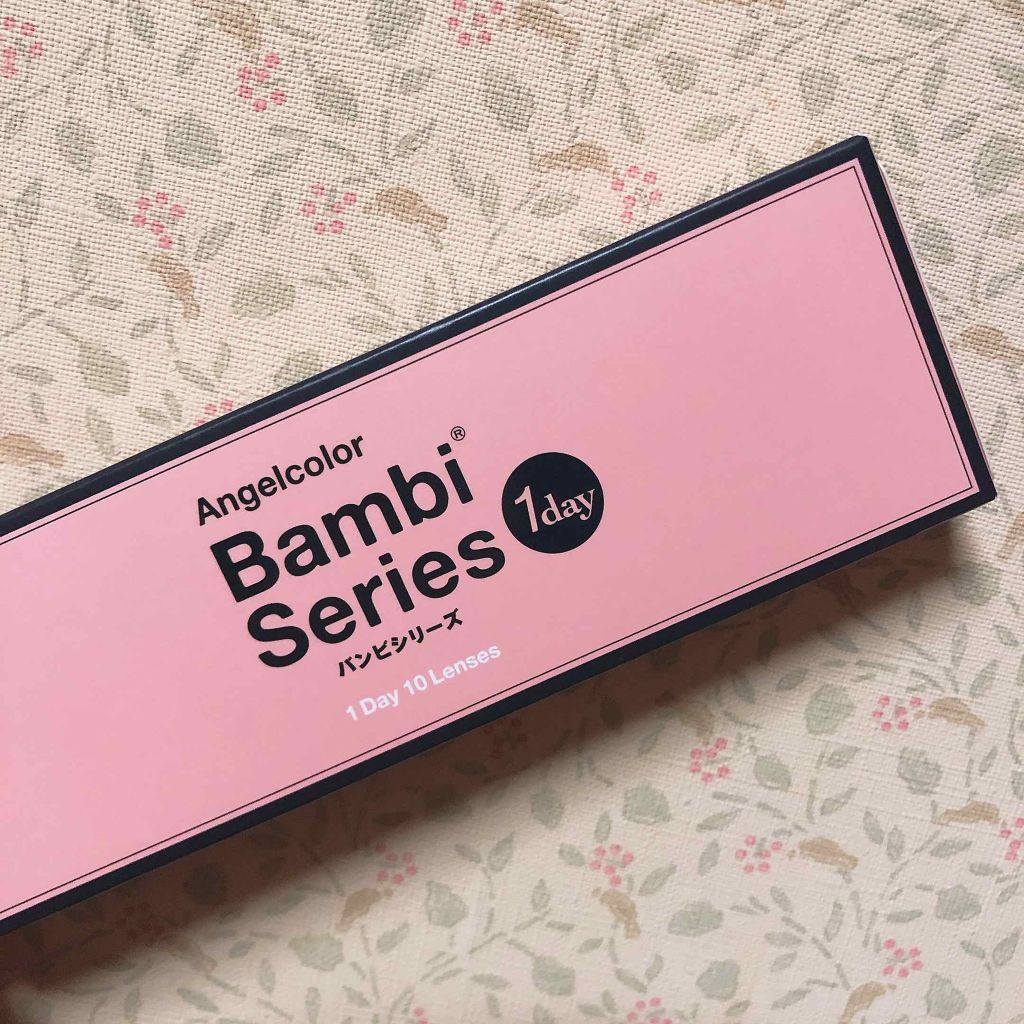 Angelcolor
Bambi®
Series 1day
バンビシリーズ
1 Day 10 Lenses